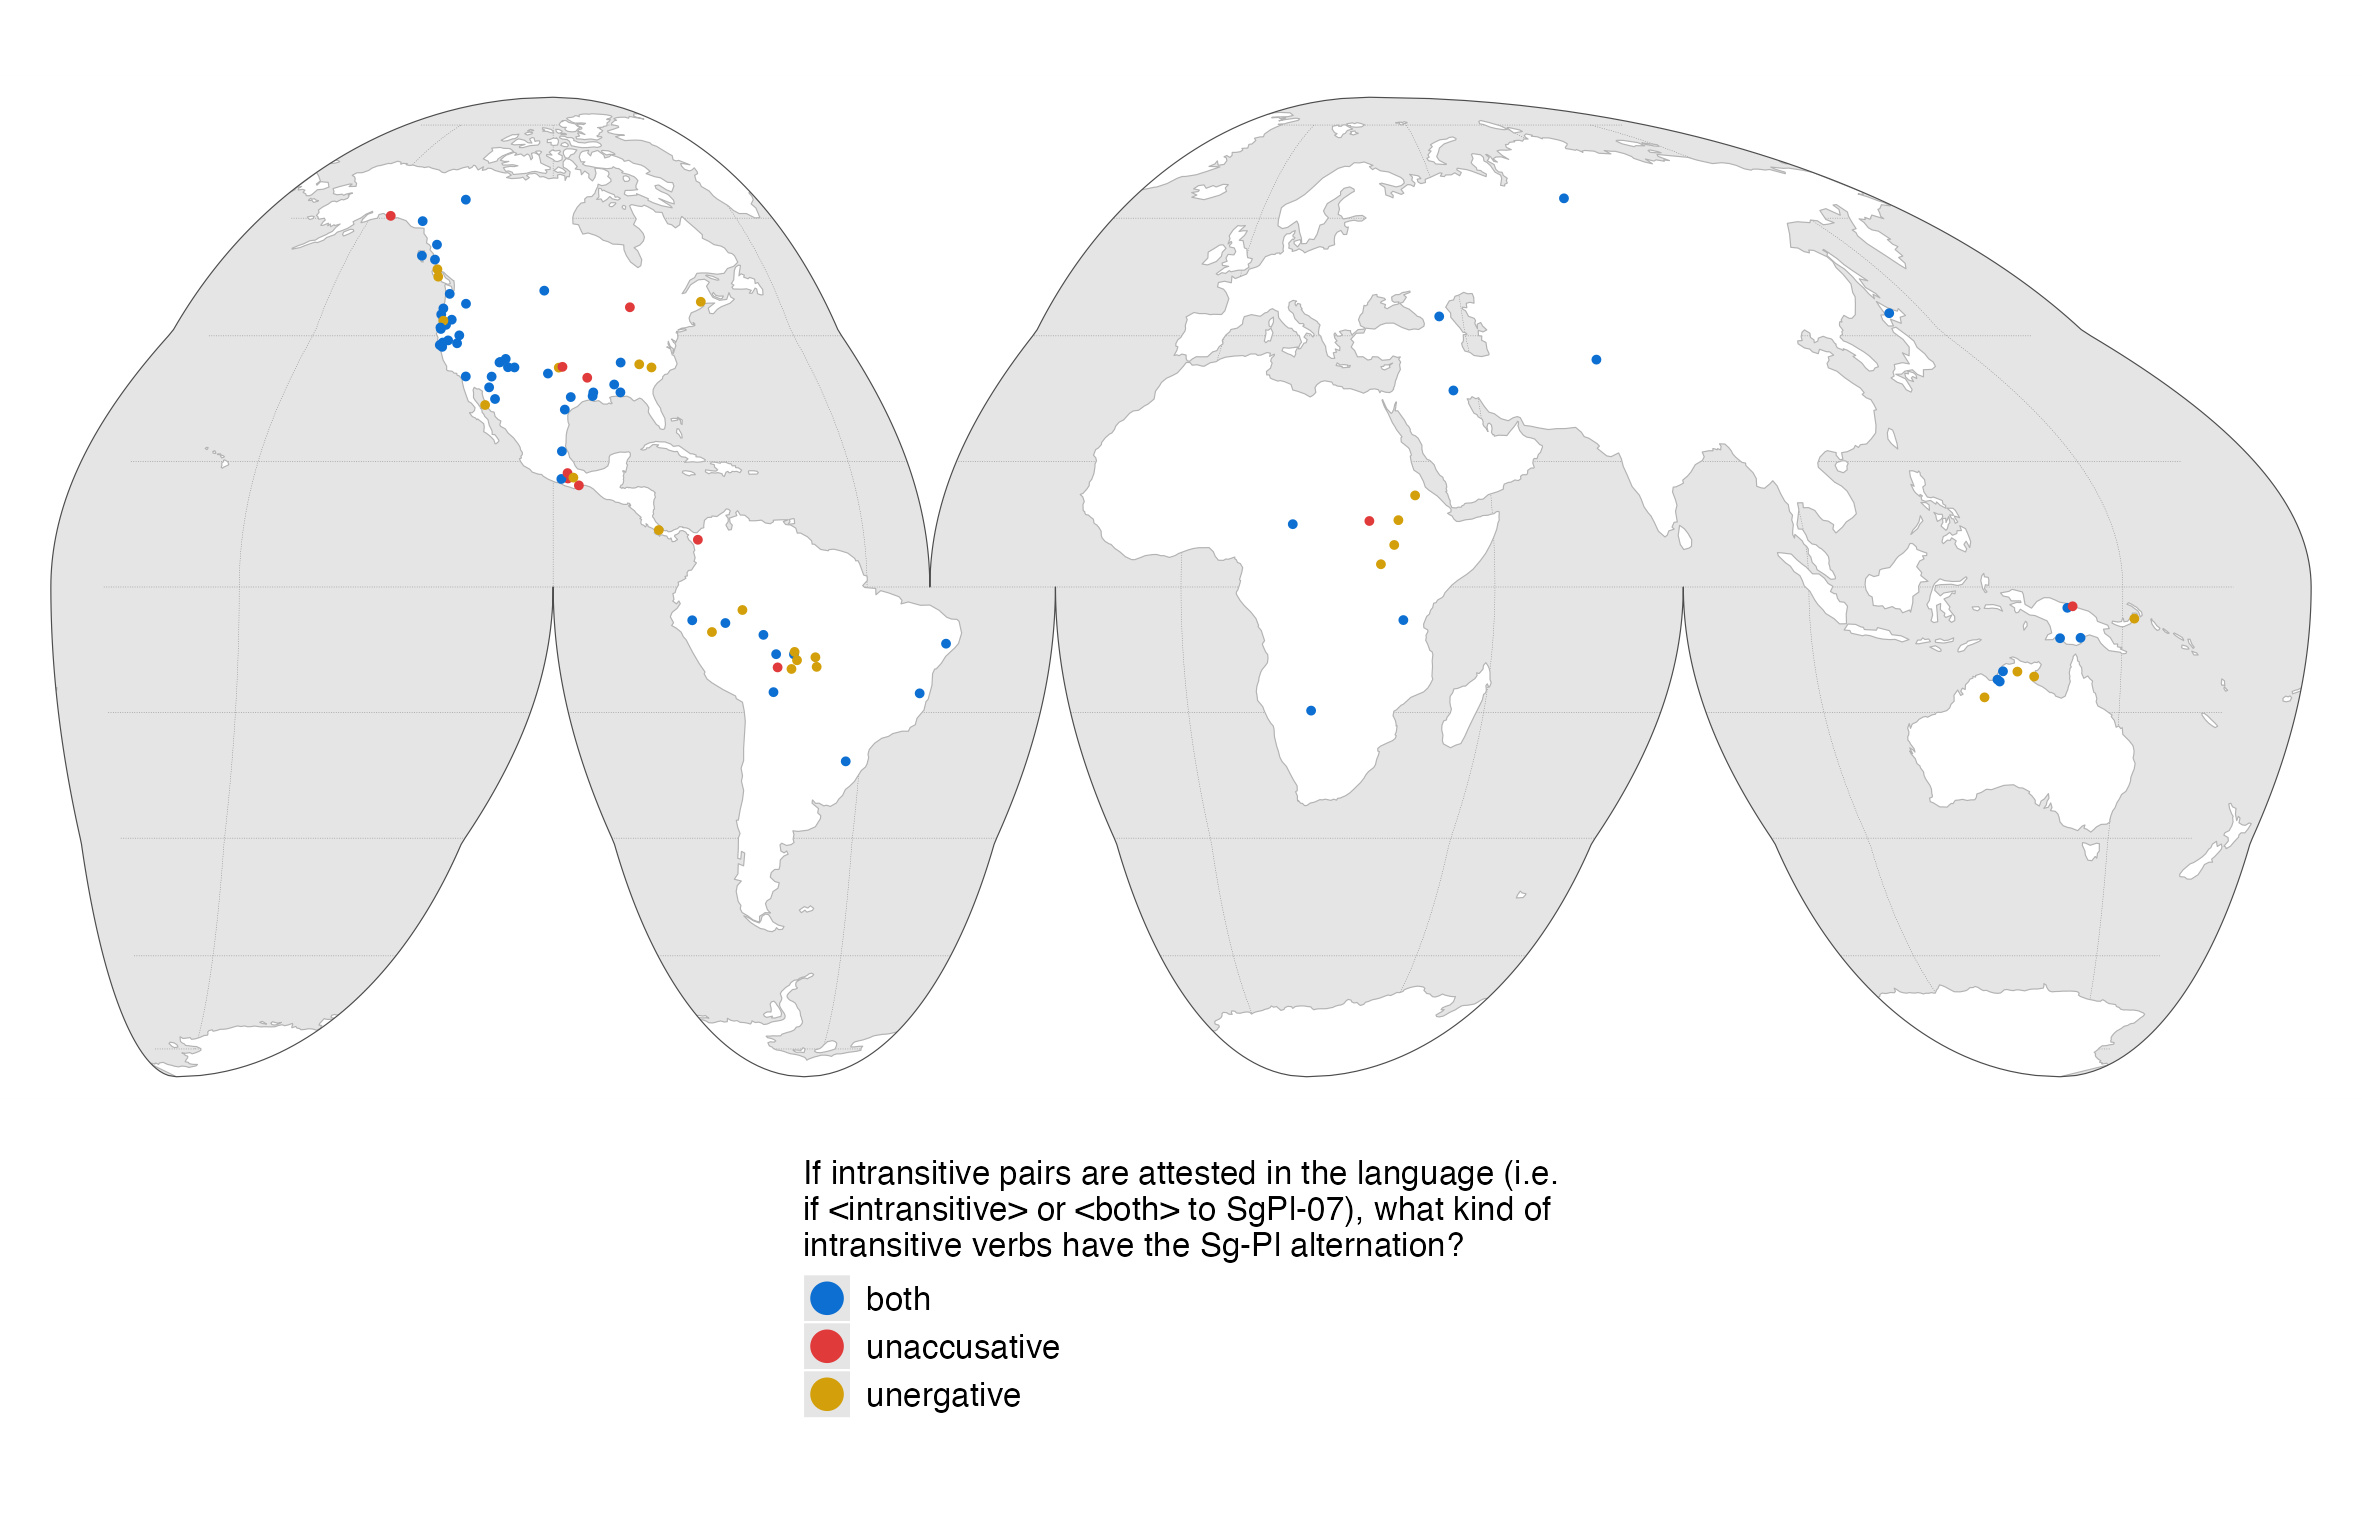 If intransitive pairs are attested in the language (i.e.
if <intransitive> or <both> to SgPl-07), what kind of
intransitive verbs have the Sg-Pl alternation?
both
unaccusative
unergative